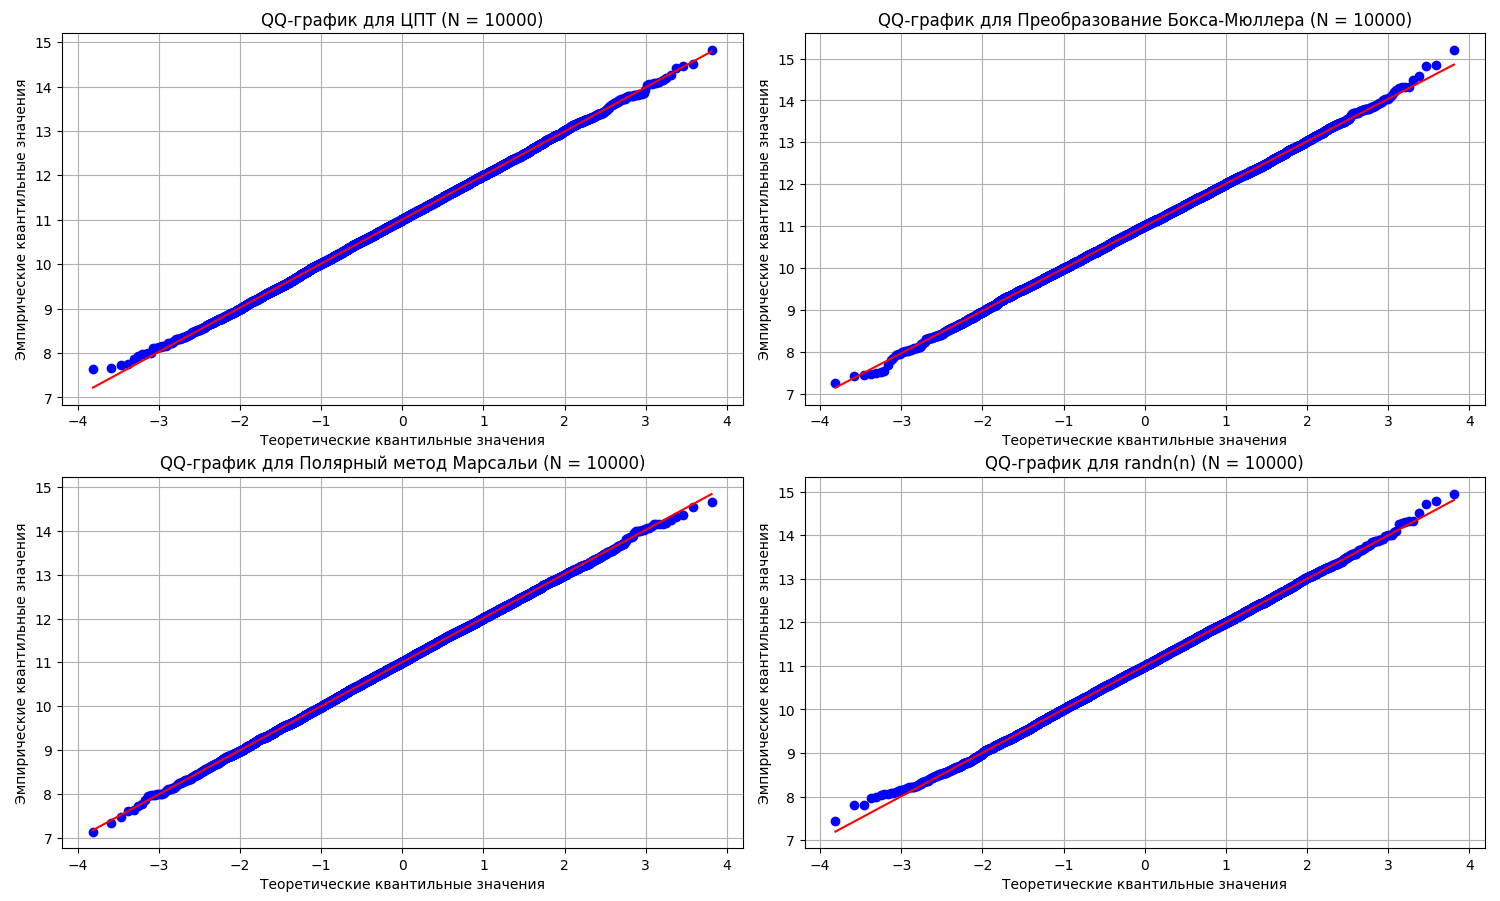 QQ-график для ЦПТ (N = 10000)
Эмпирические квантильные значения
15
14
13
12
11
10
9
8
7
−4 −3 −2 −1 0 1 2 3 4
Теоретические квантильные значения
QQ-график для Преобразование Бокса-Мюллера (N = 10000)
Эмпирические квантильные значения
15
14
13
12
11
10
9
8
7
−4 −3 −2 −1 0 1 2 3 4
Теоретические квантильные значения
QQ-график для Полярный метод Марсальи (N = 10000)
Эмпирические квантильные значения
15
14
13
12
11
10
9
8
7
−4 −3 −2 −1 0 1 2 3 4
Теоретические квантильные значения
QQ-график для randn(n) (N = 10000)
Эмпирические квантильные значения
15
14
13
12
11
10
9
8
7
−4 −3 −2 −1 0 1 2 3 4
Теоретические квантильные значения